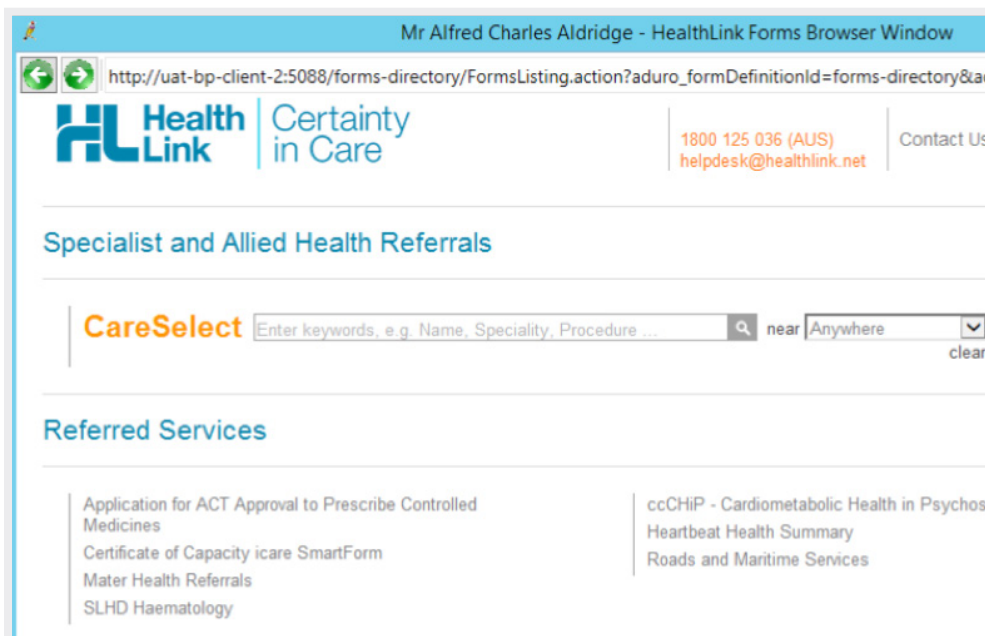 Mr Alfred Charles Aldridge - HealthLink Forms Browser Window
http://uat-bp-client-2:5088/forms-directory/FormsListing.action?aduro_formDefinitionId=forms-directory&
HL Health Link
Certainty in Care
1800 125 036 (AUS)
helpdesk@healthlink.net
Contact Us
Specialist and Allied Health Referrals
CareSelect Enter keywords, e.g. Name, Speciality, Procedure ... near Anywhere
clear
Referred Services
Application for ACT Approval to Prescribe Controlled
Medicines
Certificate of Capacity icare SmartForm
Mater Health Referrals
SLHD Haematology
ccCHiP - Cardiometabolic Health in Psychos
Heartbeat Health Summary
Roads and Maritime Services